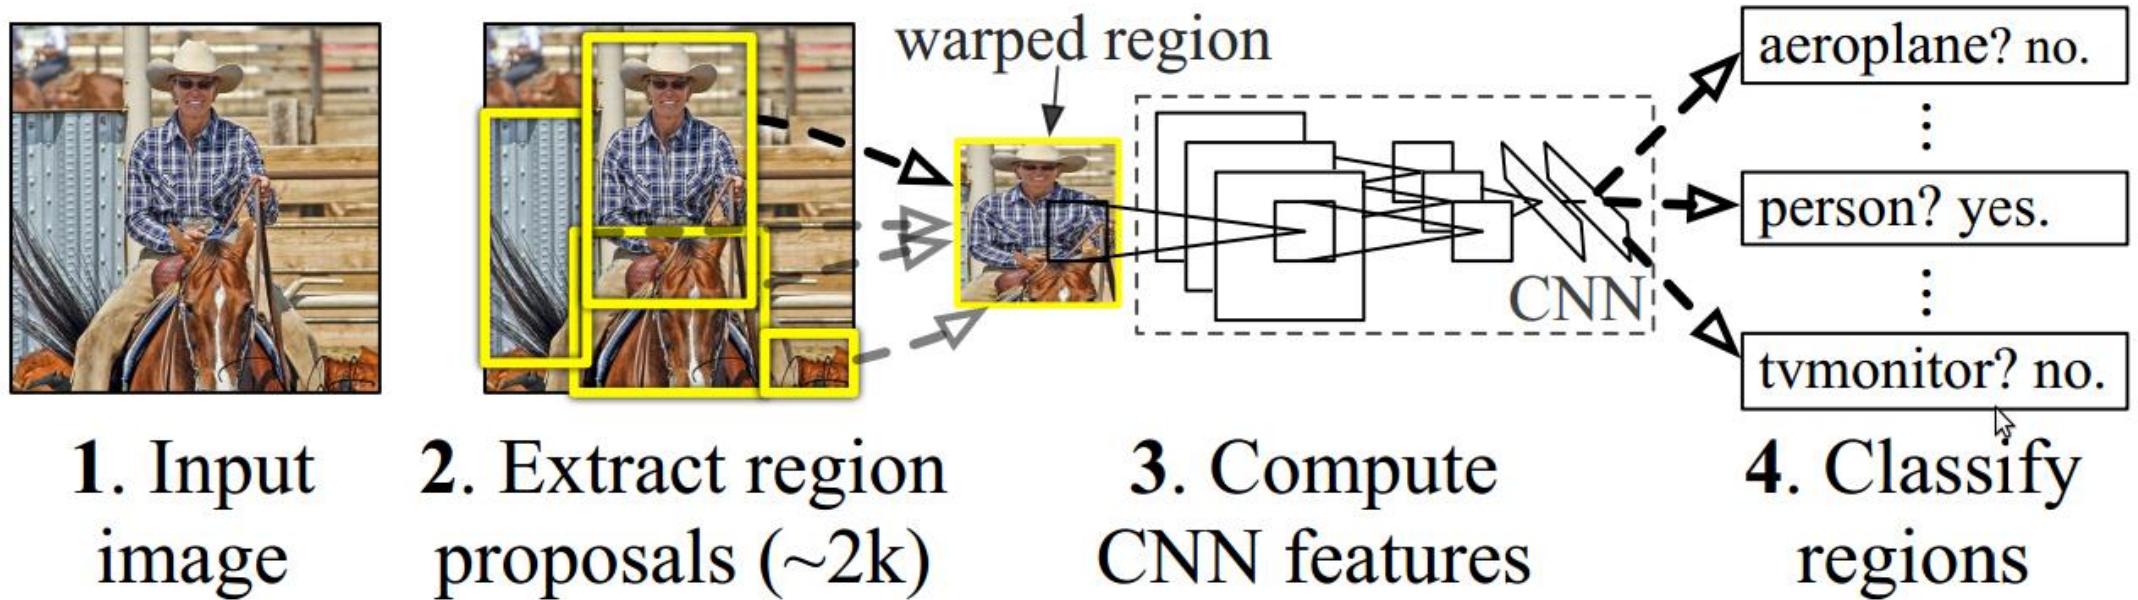 warped region
aeroplane? no.
person? yes.
CNN
tvmonitor? no.
1. Input
image
2. Extract region
proposals (~2k)
3. Compute
CNN features
4. Classify
regions